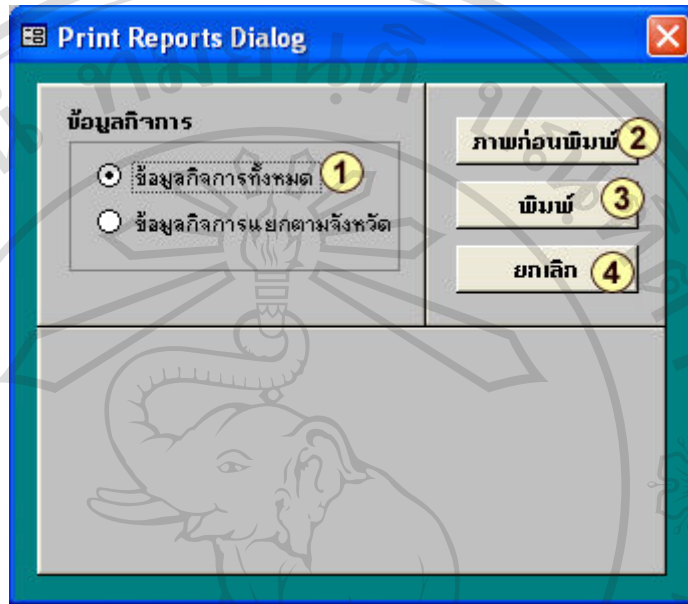 Print Reports Dialog
ข้อมูลกิจการ
ข้อมูลกิจการทั้งหมด 1
ข้อมูลกิจการแยกตามจังหวัด
ภาพก่อนพิมพ์ 2
พิมพ์ 3
ยกเลิก 4